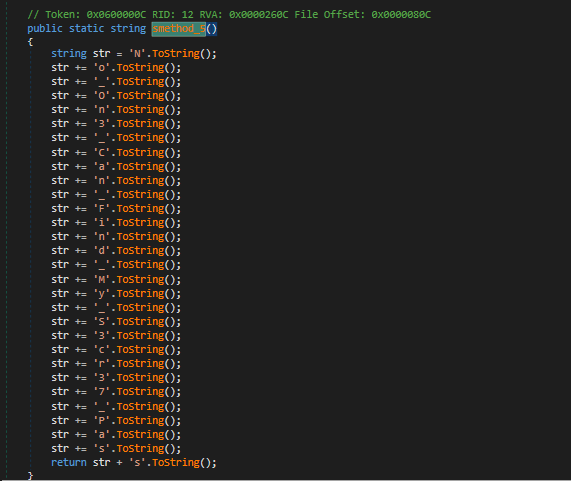 // Token: 0x0600000C RID: 12 RVA: 0x0000260C File Offset: 0x0000080C
public static string smethod_5()
{
string str = 'N'.ToString();
str += 'o'.ToString();
str += '_'.ToString();
str += 'O'.ToString();
str += 'n'.ToString();
str += '3'.ToString();
str += '_'.ToString();
str += 'C'.ToString();
str += 'a'.ToString();
str += 'n'.ToString();
str += '_'.ToString();
str += 'F'.ToString();
str += 'i'.ToString();
str += 'n'.ToString();
str += 'd'.ToString();
str += '_'.ToString();
str += 'M'.ToString();
str += 'y'.ToString();
str += '_'.ToString();
str += 'S'.ToString();
str += '3'.ToString();
str += 'c'.ToString();
str += 'r'.ToString();
str += '3'.ToString();
str += '7'.ToString();
str += '_'.ToString();
str += 'P'.ToString();
str += 'a'.ToString();
str += 's'.ToString();
return str + 's'.ToString();
}